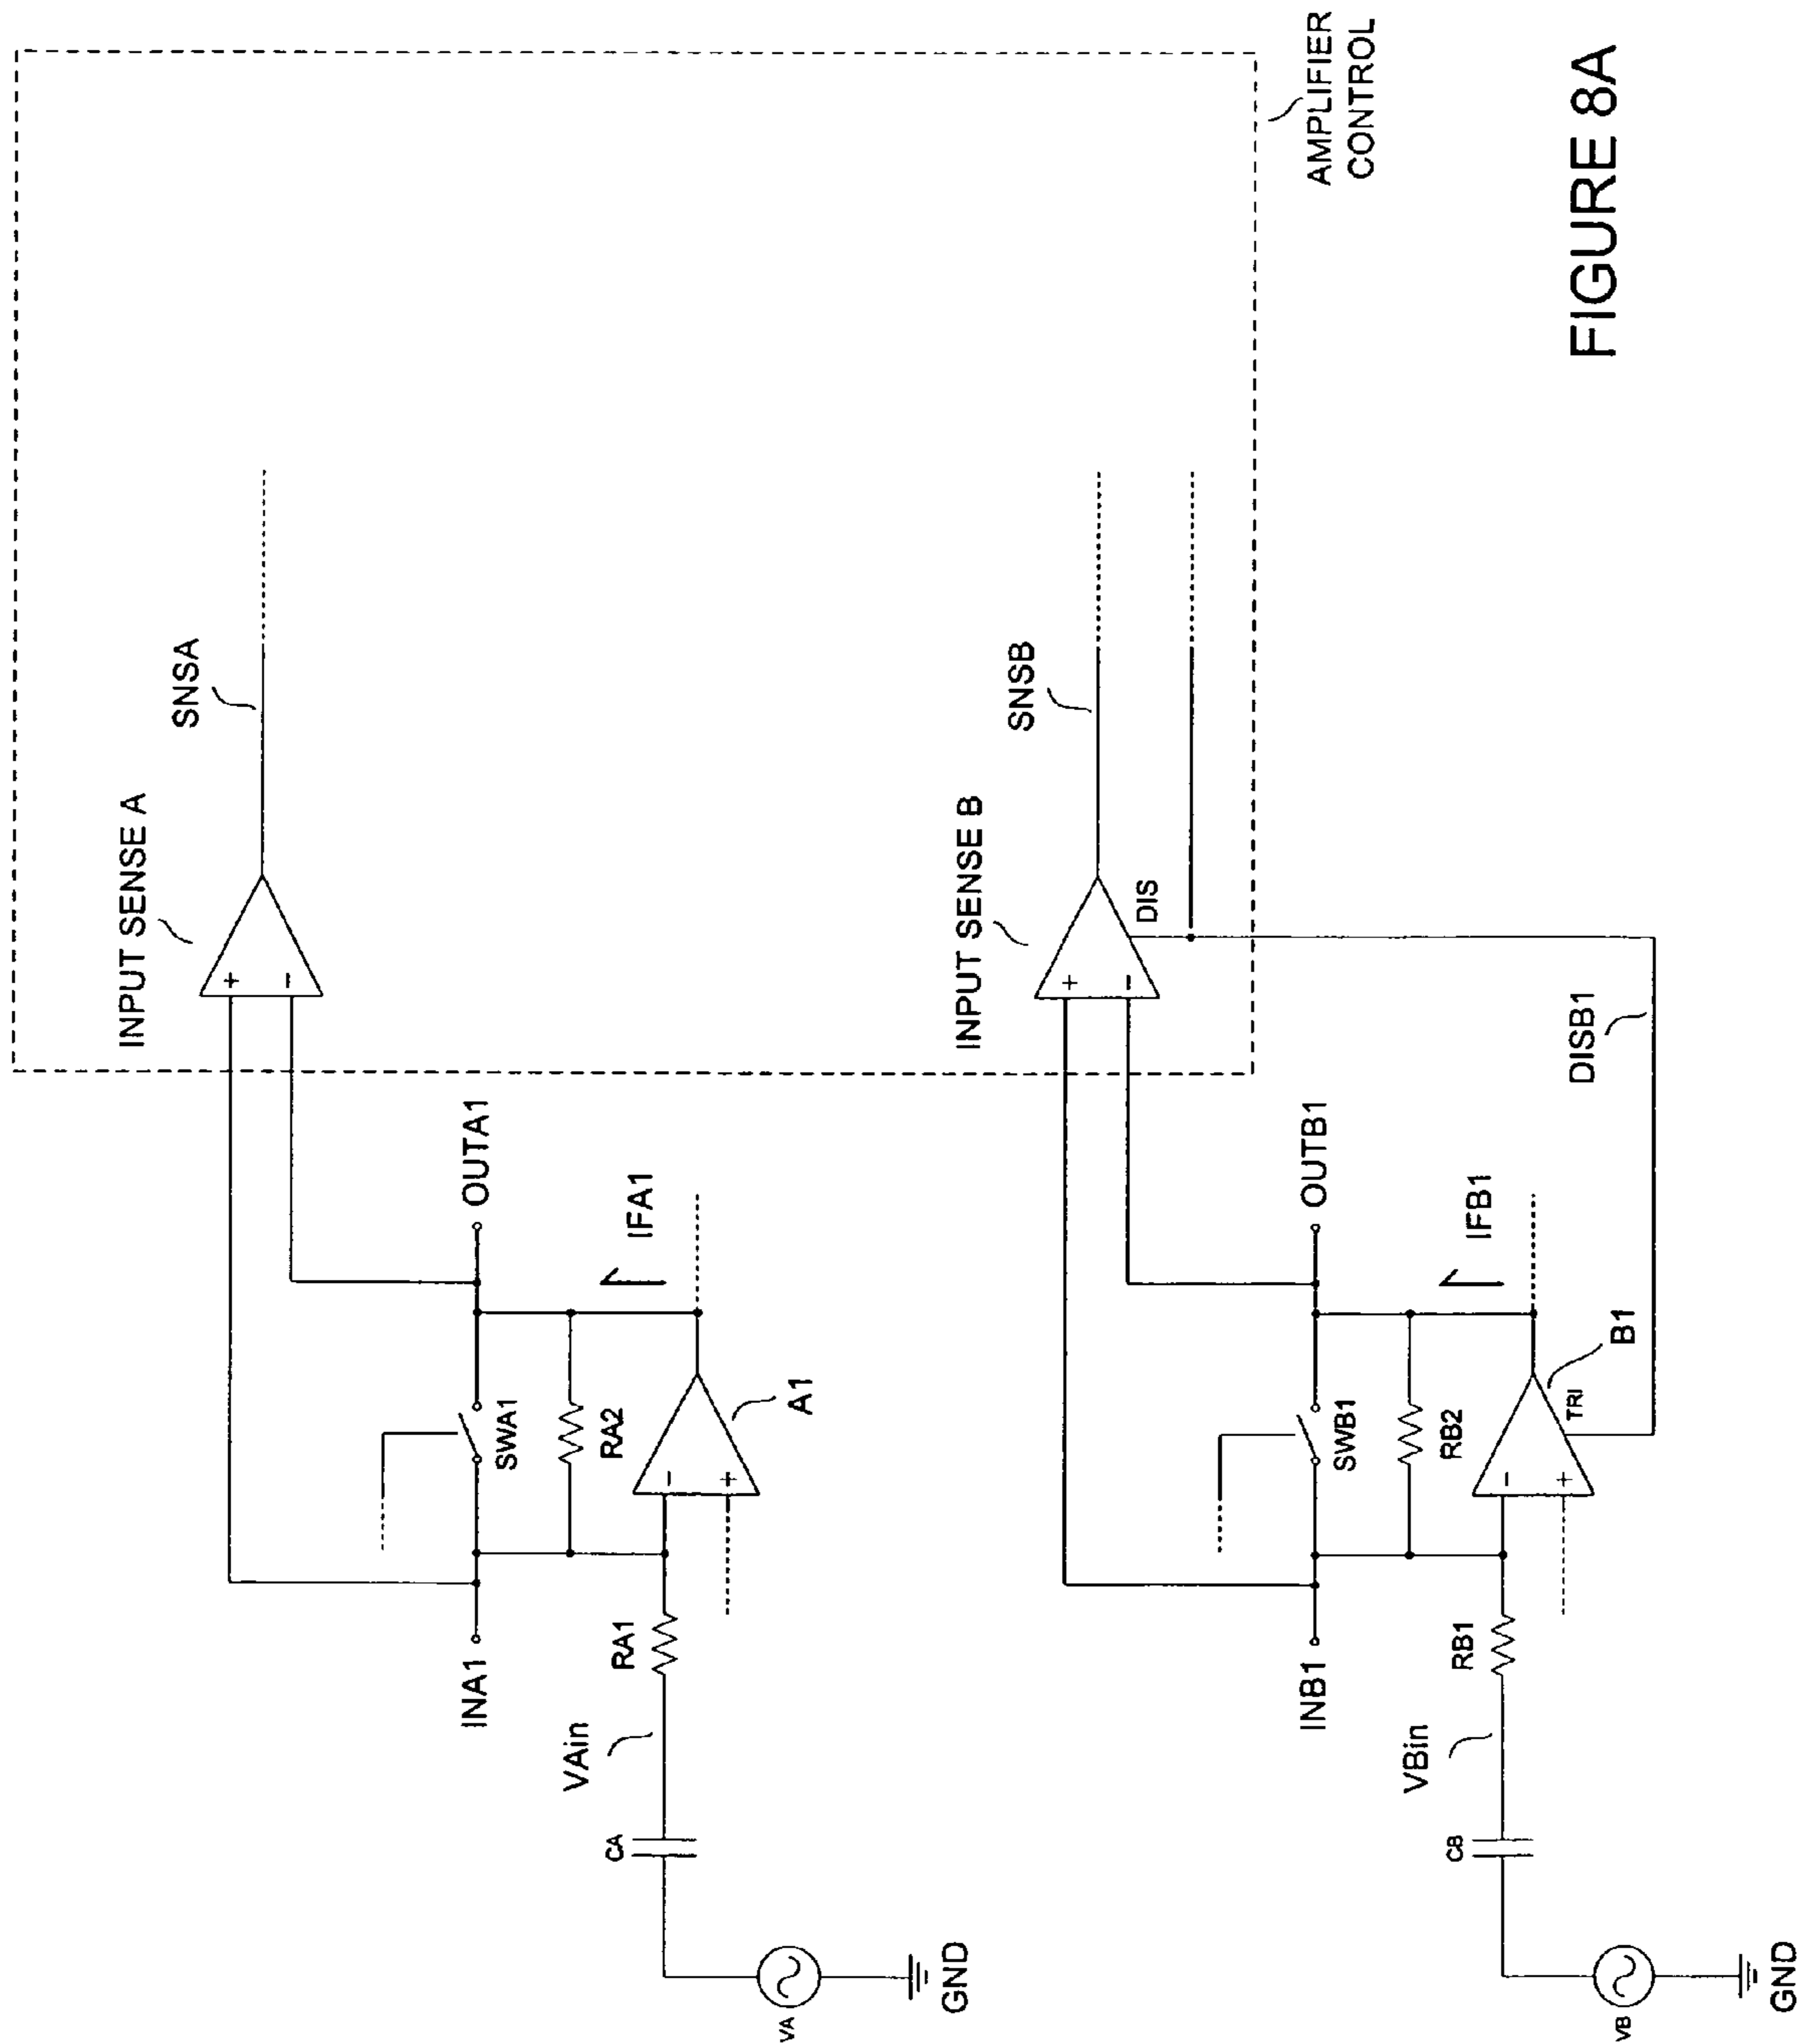 INPUT SENSE A
SNSA
+
−
OUTA1
INA1
SWA1
RA2
IFA1
VAin
RA1
CA
−
+
A1
VA
GND
AMPLIFIER
CONTROL
INPUT SENSE B
SNSB
+
−
DIS
OUTB1
INB1
SWB1
RB2
IFB1
VBin
RB1
CB
−
+
TRI
B1
DISB1
VB
GND
FIGURE 8A